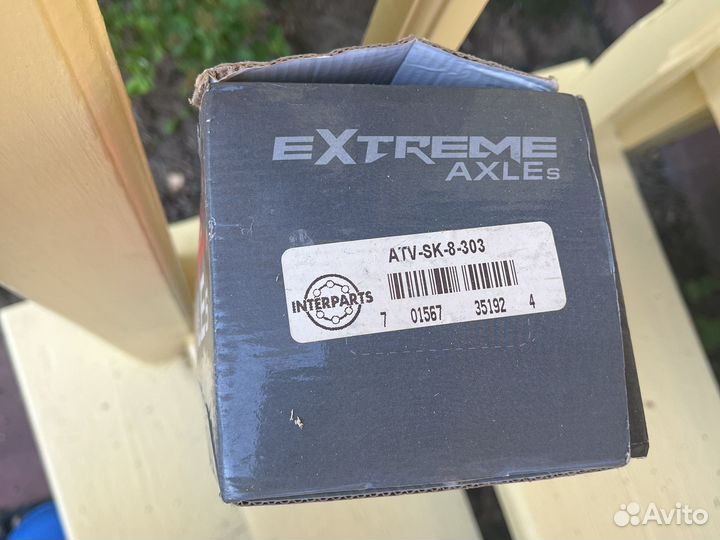 EXTREME
AXLES
ATV-SK-8-303
INTERPARTS
7 01567 35192 4
Avito